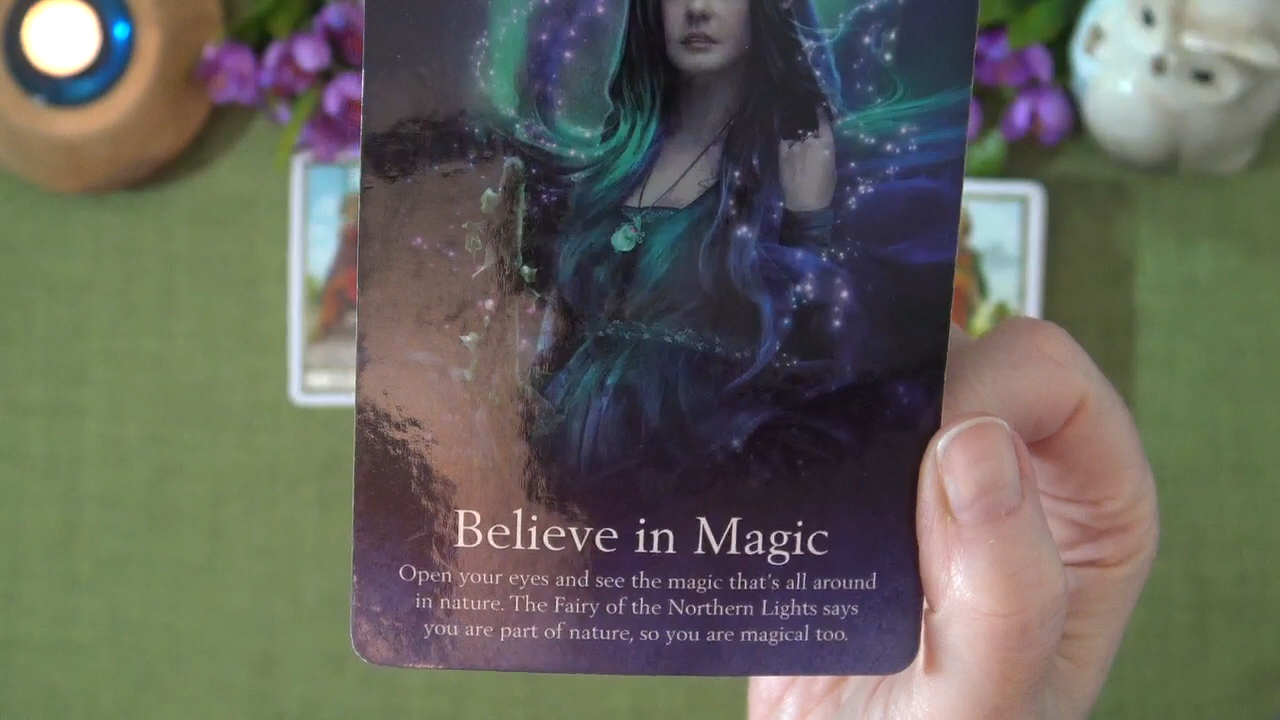 Believe in Magic
Open your eyes and see the magic that's all around
in nature. The Fairy of the Northern Lights says
you are part of nature, so you are magical too.